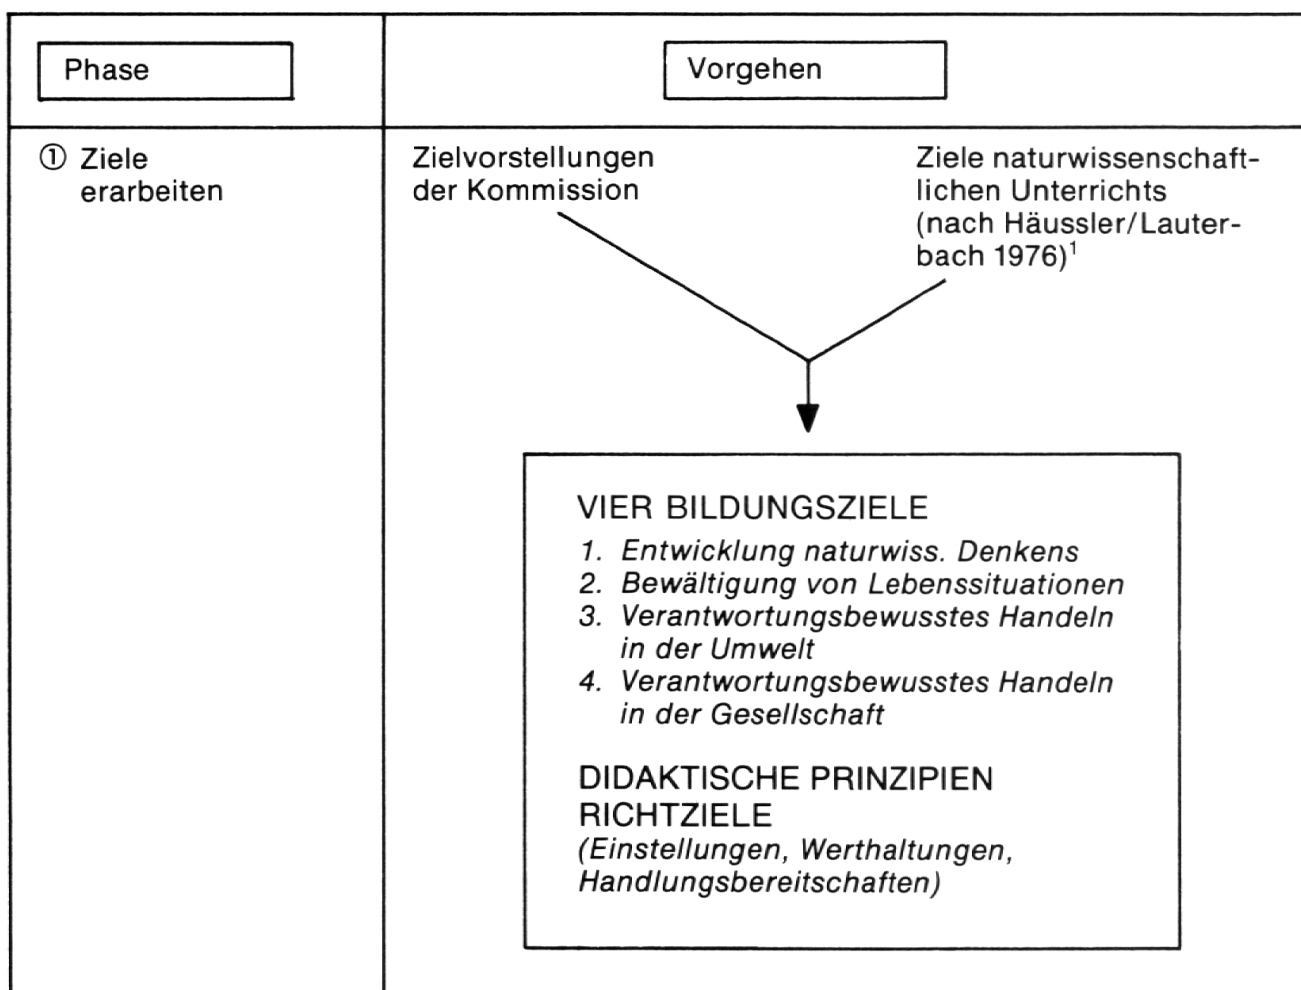 Phase
Vorgehen
① Ziele
erarbeiten
Zielvorstellungen
der Kommission
Ziele naturwissenschaft-
lichen Unterrichts
(nach Häussler/Lauter-
bach 1976)¹
VIER BILDUNGSZIELE
1. Entwicklung naturwiss. Denkens
2. Bewältigung von Lebenssituationen
3. Verantwortungsbewusstes Handeln
in der Umwelt
4. Verantwortungsbewusstes Handeln
in der Gesellschaft
DIDAKTISCHE PRINZIPIEN
RICHTZIELE
(Einstellungen, Werthaltungen,
Handlungsbereitschaften)